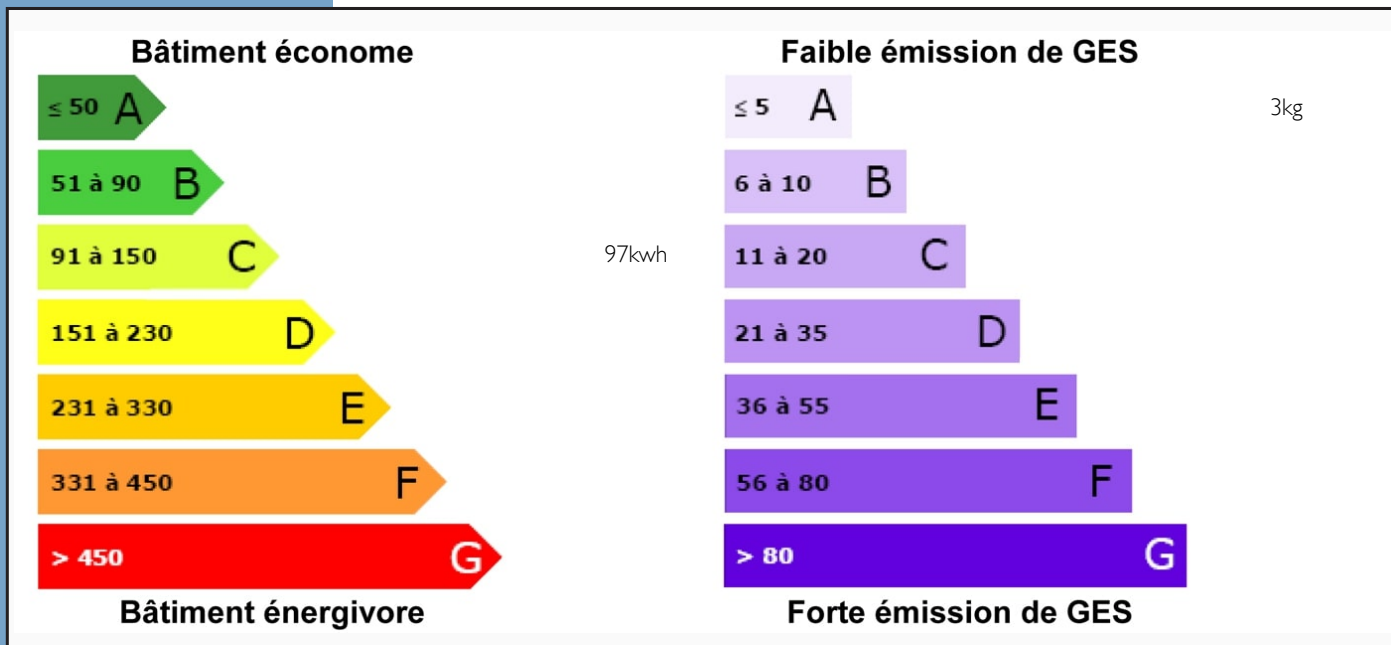 Bâtiment économe
≤ 50 A
51 à 90 B
91 à 150 C
97kwh
151 à 230 D
231 à 330 E
331 à 450 F
> 450 G
Bâtiment énergivore
Faible émission de GES
≤ 5 A
3kg
6 à 10 B
11 à 20 C
21 à 35 D
36 à 55 E
56 à 80 F
> 80 G
Forte émission de GES